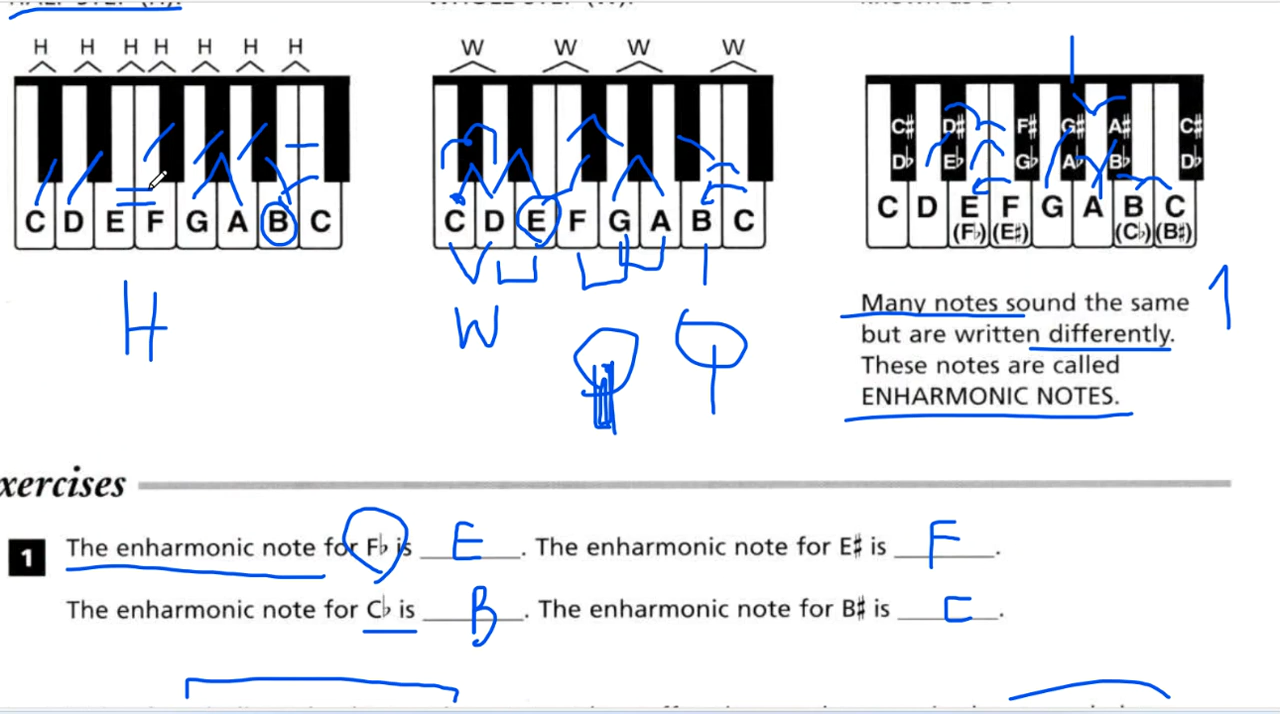 H H H H H H H
C D E F G A B C
H
W W W W
C D E F G A B C
W
C♯ D♯ F♯ G♯ A♯ C♯
D♭ E♭ G♭ A♭ B♭ D♭
C D E F G A B C
(F♭) (E♯) (C♭) (B♯)
Many notes sound the same
but are written differently.
These notes are called
ENHARMONIC NOTES.
1
xercises
1 The enharmonic note for F♭ is E. The enharmonic note for E♯ is F.
The enharmonic note for C♭ is B. The enharmonic note for B♯ is C.